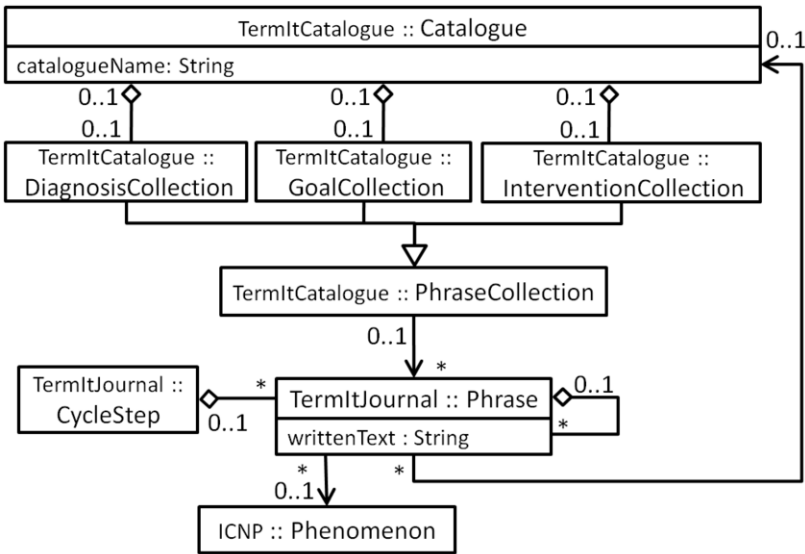 TermItCatalogue :: Catalogue
0..1
catalogueName: String
0..1
0..1
0..1
0..1
0..1
0..1
TermItCatalogue ::
DiagnosisCollection
TermItCatalogue ::
GoalCollection
TermItCatalogue ::
InterventionCollection
TermItCatalogue :: PhraseCollection
0..1
*
TermItJournal ::
CycleStep
0..1
*
TermItJournal :: Phrase
writtenText : String
0..1
*
*
0..1
*
ICNP :: Phenomenon